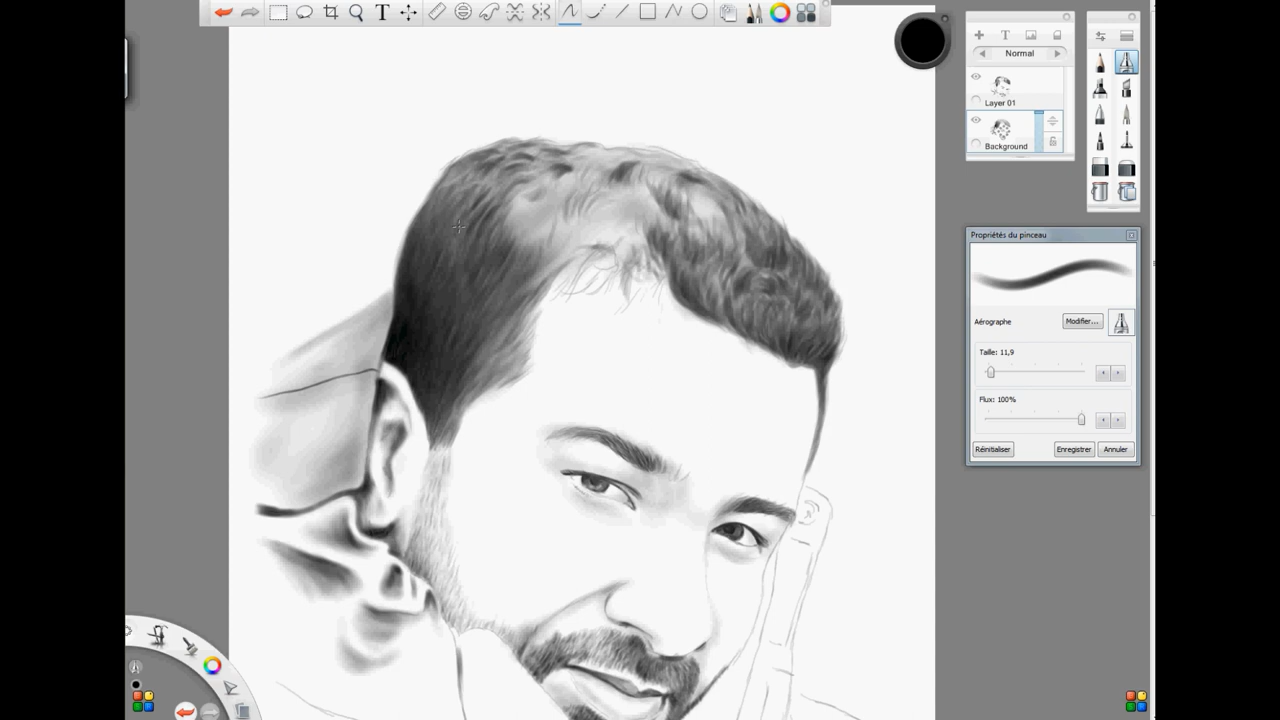 T
T
Normal
Layer 01
Background
Propriétés du pinceau
Aérographe
Modifier...
Taille: 11,9
Flux: 100%
Réinitialiser
Enregistrer
Annuler